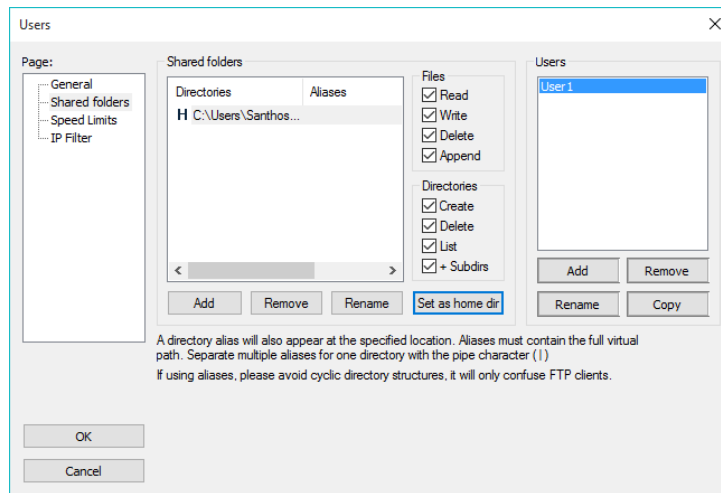 Users
Page:
General
Shared folders
Speed Limits
IP Filter
Shared folders
Directories Aliases
H C:\Users\Santhos...
Files
Read
Write
Delete
Append
Directories
Create
Delete
List
+ Subdirs
Add Remove Rename Set as home dir
Users
User1
Add Remove
Rename Copy
A directory alias will also appear at the specified location. Aliases must contain the full virtual
path. Separate multiple aliases for one directory with the pipe character ( | )
If using aliases, please avoid cyclic directory structures, it will only confuse FTP clients.
OK
Cancel